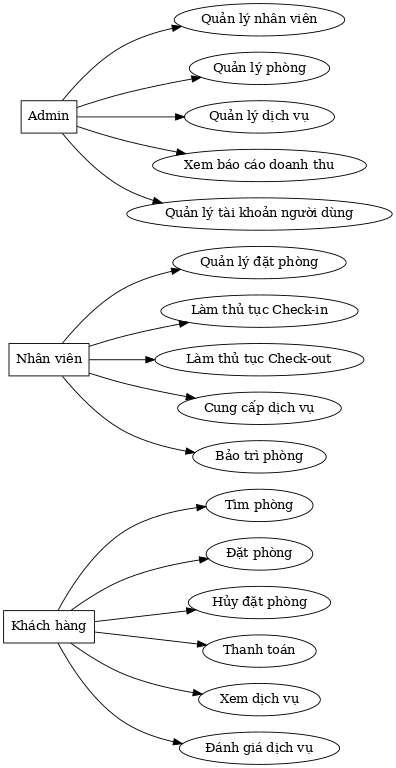 Quản lý nhân viên
Quản lý phòng
Admin
Quản lý dịch vụ
Xem báo cáo doanh thu
Quản lý tài khoản người dùng
Quản lý đặt phòng
Làm thủ tục Check-in
Nhân viên
Làm thủ tục Check-out
Cung cấp dịch vụ
Bảo trì phòng
Tìm phòng
Đặt phòng
Hủy đặt phòng
Khách hàng
Thanh toán
Xem dịch vụ
Đánh giá dịch vụ